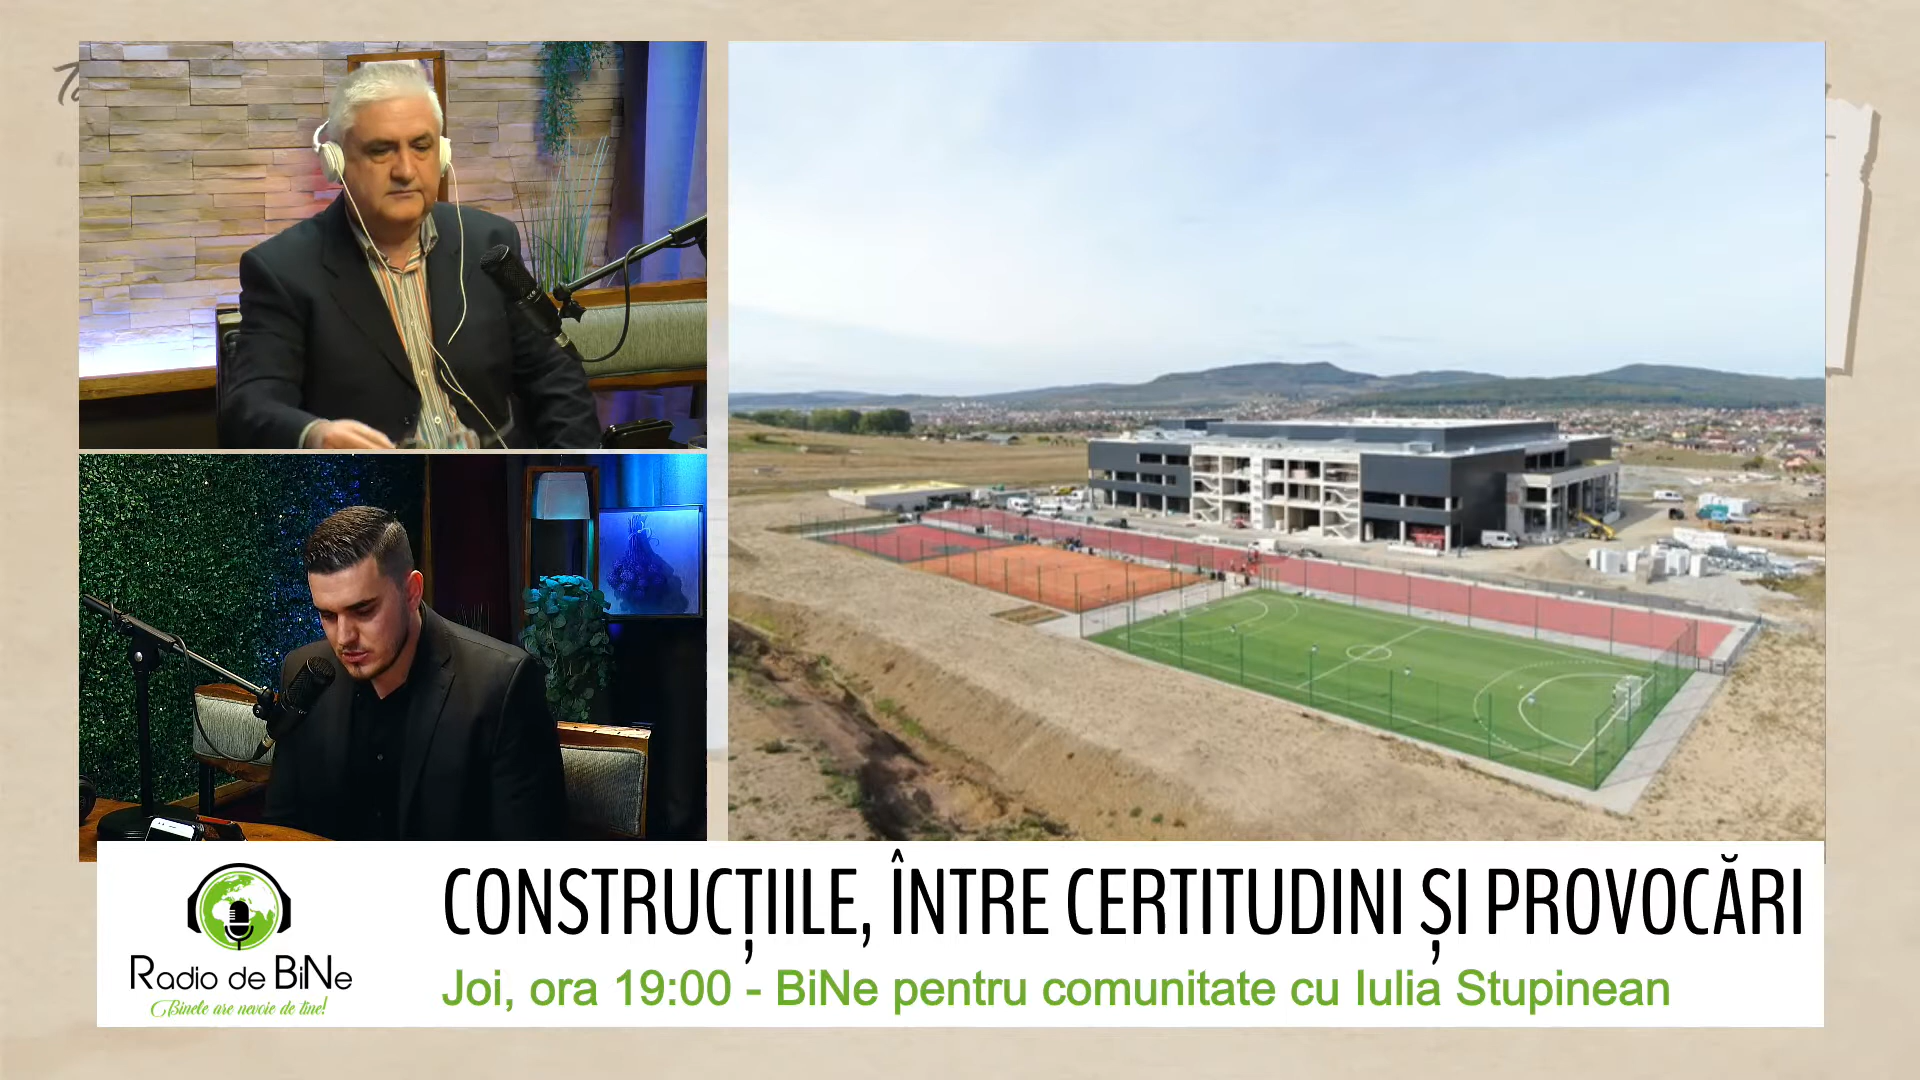 CONSTRUCȚIILE, ÎNTRE CERTITUDINI ȘI PROVOCĂRI
Joi, ora 19:00 - BiNe pentru comunitate cu Iulia Stupinean
Radio de BiNe
Binele are nevoie de tine!